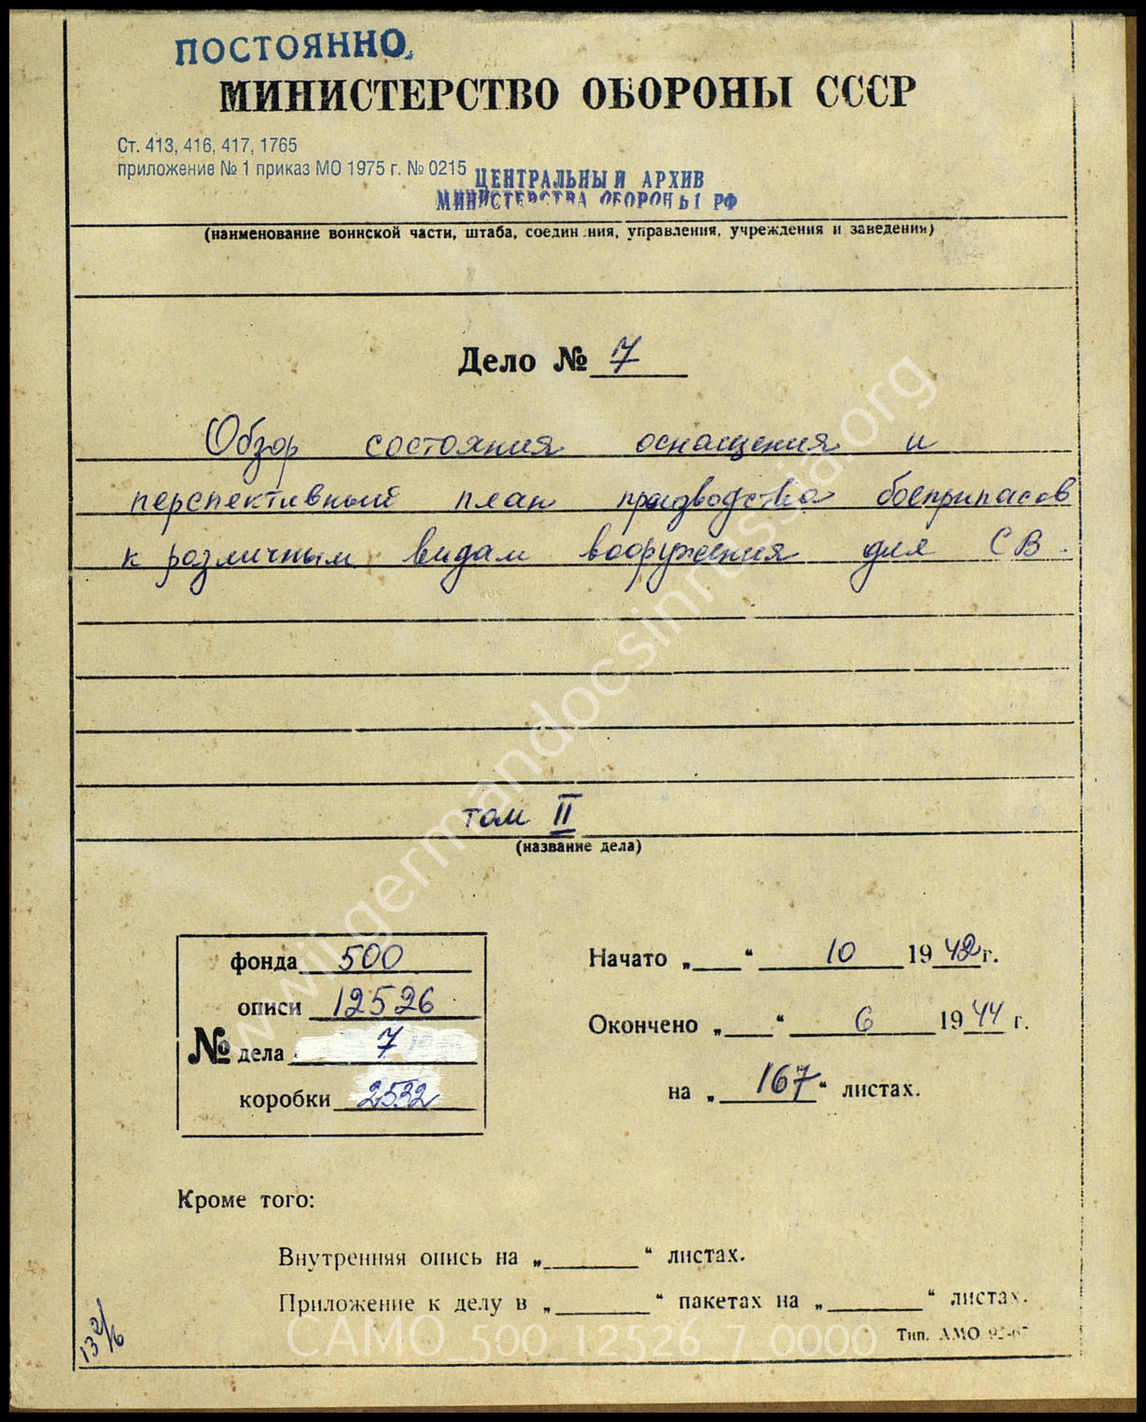 ПОСТОЯННО.
МИНИСТЕРСТВО ОБОРОНЫ СССР
Ст. 413, 416, 417, 1765
приложение № 1 приказ МО 1975 г. № 0215
ЦЕНТРАЛЬНЫЙ АРХИВ
МИНИСТЕРСТВА ОБОРОНЫ РФ
(наименование воинской части, штаба, соединения, управления, учреждения и заведения)
Дело № 7
Обзор состояния оснащения и
перспективный план производства боеприпасов
к различным видам вооружения для СВ.
том II
(название дела)
фонда 500
описи 12526
№ дела 7
коробки 2532
Начато „ “ 10 1942 г.
Окончено „ “ 6 1944 г.
на „ 167 “ листах.
Кроме того:
Внутренняя опись на „ “ листах.
Приложение к делу в „ “ пакетах на „ “ листах.
Тип. АМО 92-67
CAMO 500 12526 7 0000
www.wii.germandocsinrussia.org